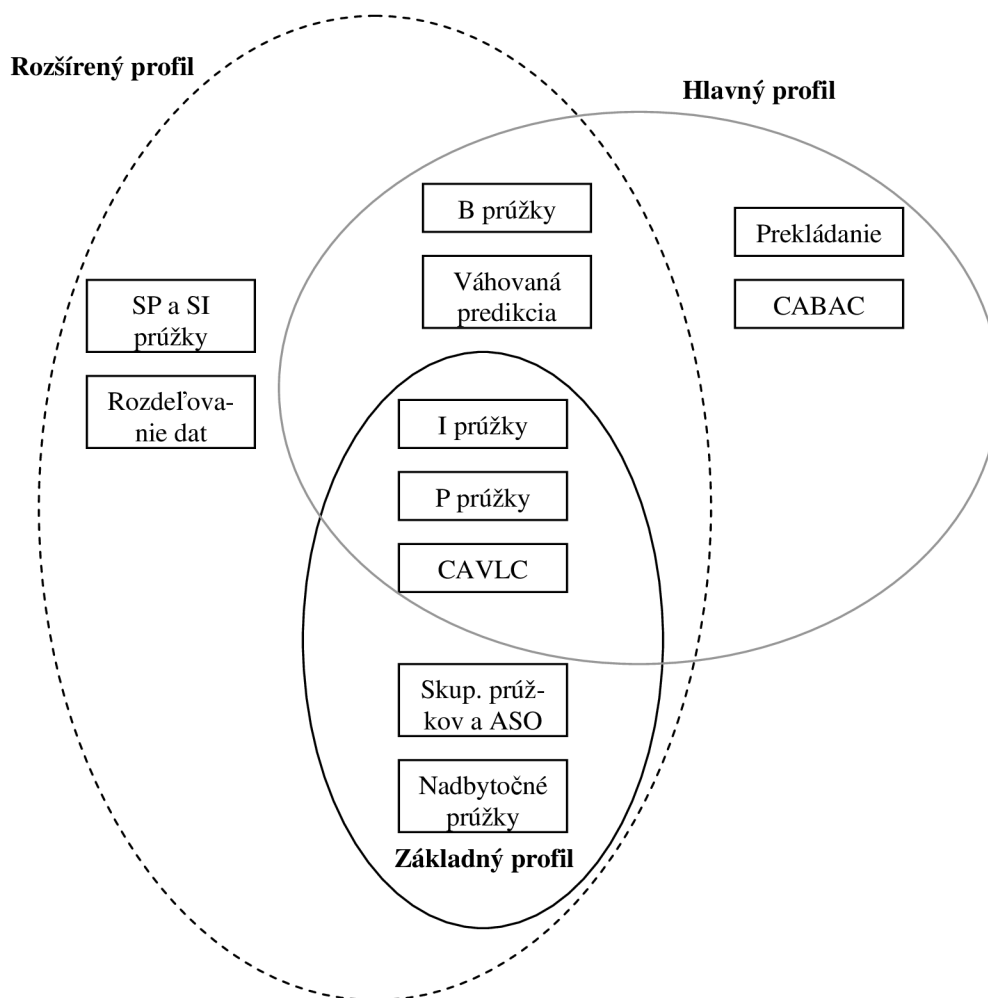 Rozšírený profil
Hlavný profil
B prúžky
Prekládanie
Váhovaná
predikcia
SP a SI
prúžky
CABAC
Rozdeľova-
nie dat
I prúžky
P prúžky
CAVLC
Skup. prúž-
kov a ASO
Nadbytočné
prúžky
Základný profil